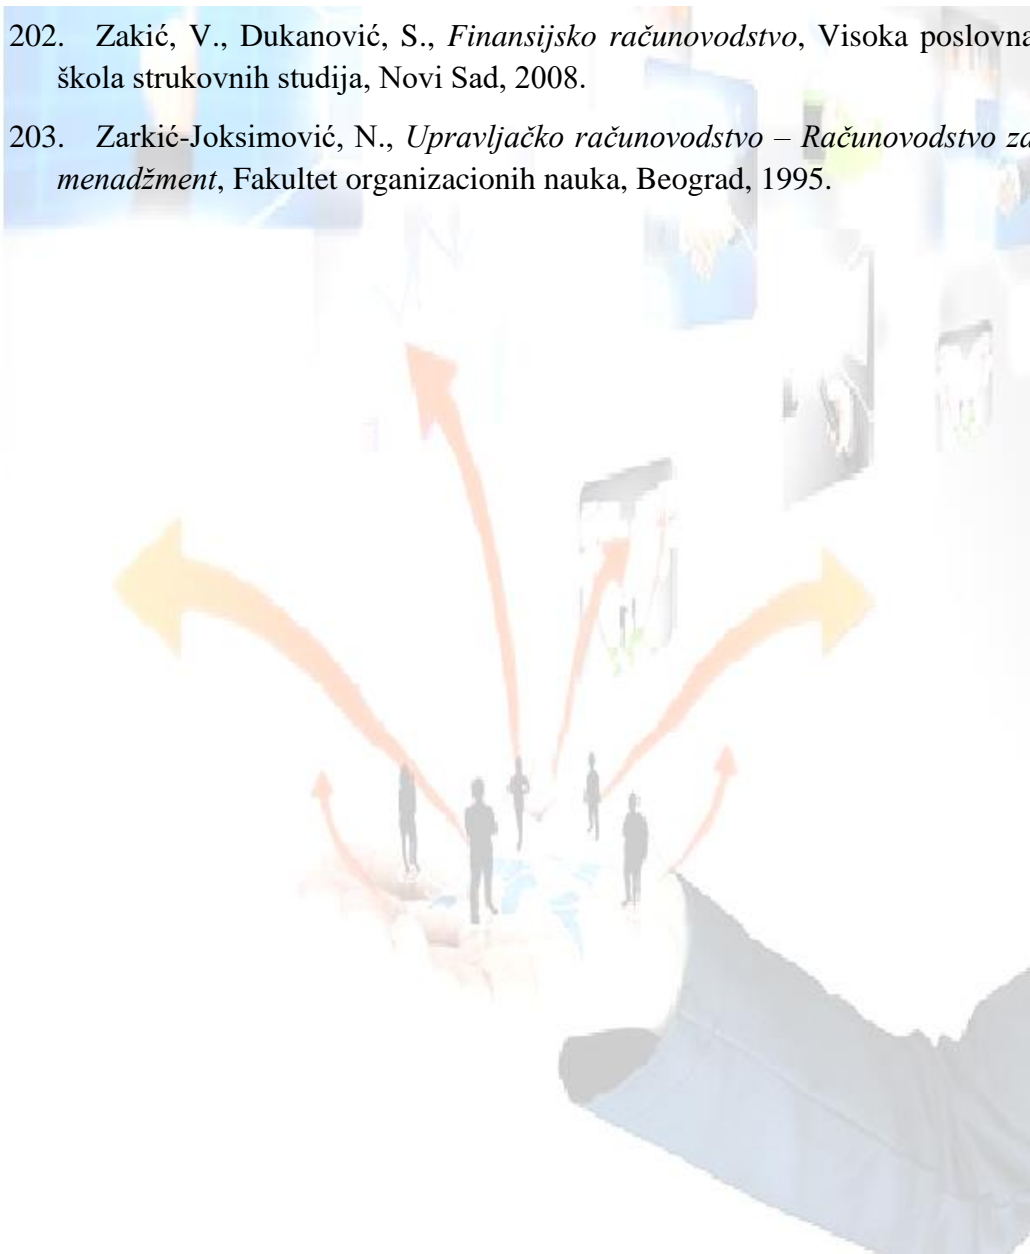 202. Zakić, V., Dukanović, S., Finansijsko računovodstvo, Visoka poslovna
škola strukovnih studija, Novi Sad, 2008.
203. Zarkić-Joksimović, N., Upravljačko računovodstvo – Računovodstvo za
menadžment, Fakultet organizacionih nauka, Beograd, 1995.